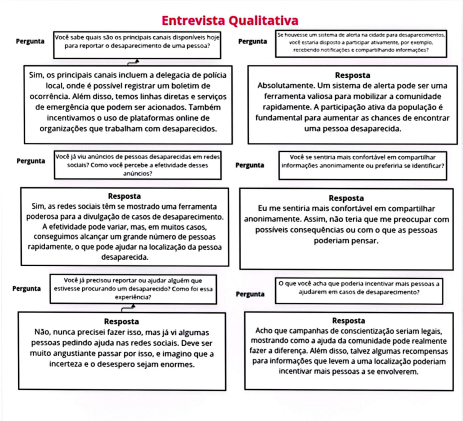 Entrevista Qualitativa
Pergunta
Você sabe quais são os principais canais disponíveis hoje
para reportar o desaparecimento de uma pessoa?
Sim, os principais canais incluem a delegacia de polícia
local, onde é possível registrar um boletim de
ocorrência. Além disso, temos linhas diretas e serviços
de emergência que podem ser acionados. Também
incentivamos o uso de plataformas online de
organizações que trabalham com desaparecidos.
Pergunta
Você já viu anúncios de pessoas desaparecidas em redes
sociais? Como você percebe a efetividade desses
anúncios?
Resposta
Sim, as redes sociais têm se mostrado uma ferramenta
poderosa para a divulgação de casos de desaparecimento.
A efetividade pode variar, mas, em muitos casos,
conseguimos alcançar um grande número de pessoas
rapidamente, o que pode ajudar na localização da pessoa
desaparecida.
Pergunta
Você já precisou reportar ou ajudar alguém que
estivesse procurando um desaparecido? Como foi essa
experiência?
Resposta
Não, nunca precisei fazer isso, mas já vi algumas
pessoas pedindo ajuda nas redes sociais. Deve ser
muito angustiante passar por isso, e imagino que a
incerteza e o desespero sejam enormes.
Pergunta
Se houvesse um sistema de alerta na cidade para desaparecimentos,
você estaria disposto a participar ativamente, por exemplo,
recebendo notificações e compartilhando informações?
Resposta
Absolutamente. Um sistema de alerta pode ser uma
ferramenta valiosa para mobilizar a comunidade
rapidamente. A participação ativa da população é
fundamental para aumentar as chances de encontrar
uma pessoa desaparecida.
Pergunta
Você se sentiria mais confortável em compartilhar
informações anonimamente ou preferiria se identificar?
Resposta
Eu me sentiria mais confortável em compartilhar
anonimamente. Assim, não teria que me preocupar com
possíveis consequências ou com o que as pessoas
poderiam pensar.
Pergunta
O que você acha que poderia incentivar mais pessoas a
ajudarem em casos de desaparecimento?
Resposta
Acho que campanhas de conscientização seriam legais,
mostrando como a ajuda da comunidade pode realmente
fazer a diferença. Além disso, talvez algumas recompensas
para informações que levem a uma localização poderiam
incentivar mais pessoas a se envolverem.